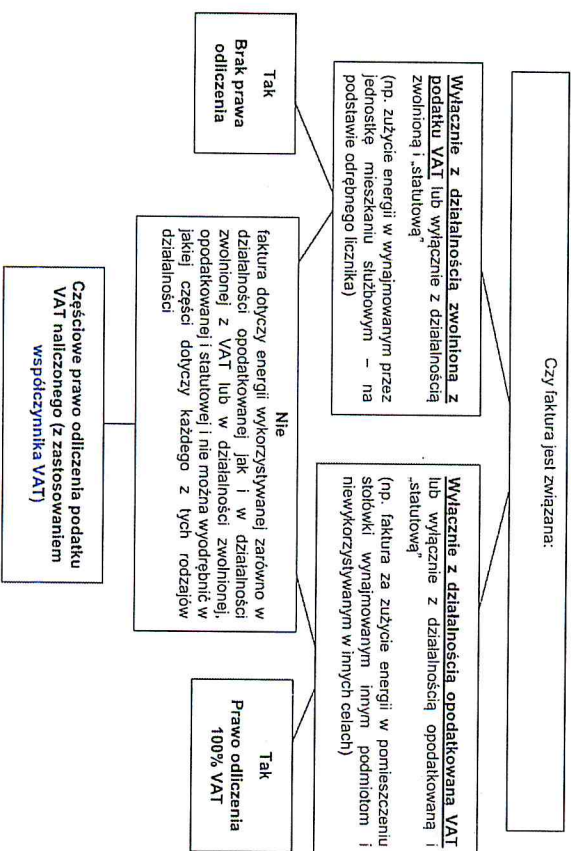 Czy faktura jest związana:
Wyłącznie z działalnością zwolnioną z
podatku VAT lub wyłącznie z działalnością
zwolnioną i „statutową”
(np. zużycie energii w wynajmowanym przez
jednostkę mieszkaniu służbowym – na
podstawie odrębnego licznika)
Wyłącznie z działalnością opodatkowaną VAT
lub wyłącznie z działalnością opodatkowaną i
„statutową”
(np. faktura za zużycie energii w pomieszczeniu
stołówki wynajmowanym innym podmiotom i
niewykorzystywanym w innych celach)
Tak
Brak prawa
odliczenia
Nie
faktura dotyczy energii wykorzystywanej zarówno w
działalności opodatkowanej jak i w działalności
zwolnionej z VAT lub w działalności zwolnionej,
opodatkowanej i statutowej i nie można wyodrębnić w
jakiej części dotyczy każdego z tych rodzajów
działalności
Tak
Prawo odliczenia
100% VAT
Częściowe prawo odliczenia podatku
VAT naliczonego (z zastosowaniem
współczynnika VAT)